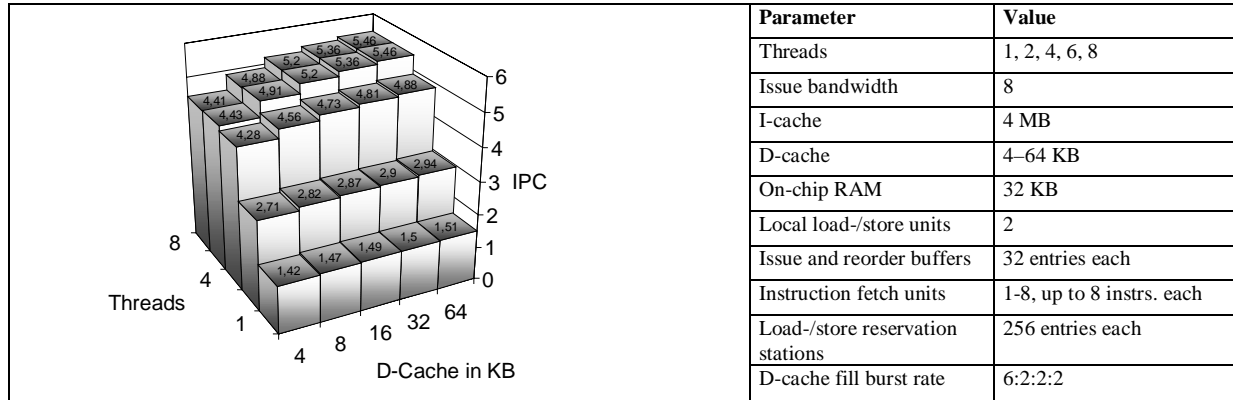 5,46
5,36
5,2
4,88
4,41
5,46
5,36
5,2
4,91
4,43
4,88
4,81
4,73
4,56
4,28
2,94
2,9
2,87
2,82
2,71
1,51
1,5
1,49
1,47
1,42
6
5
4
3
2
1
0
IPC
8
4
1
Threads
4 8 16 32 64
D-Cache in KB
Parameter Value
Threads 1, 2, 4, 6, 8
Issue bandwidth 8
I-cache 4 MB
D-cache 4–64 KB
On-chip RAM 32 KB
Local load-/store units 2
Issue and reorder buffers 32 entries each
Instruction fetch units 1-8, up to 8 instrs. each
Load-/store reservation 256 entries each
stations
D-cache fill burst rate 6:2:2:2